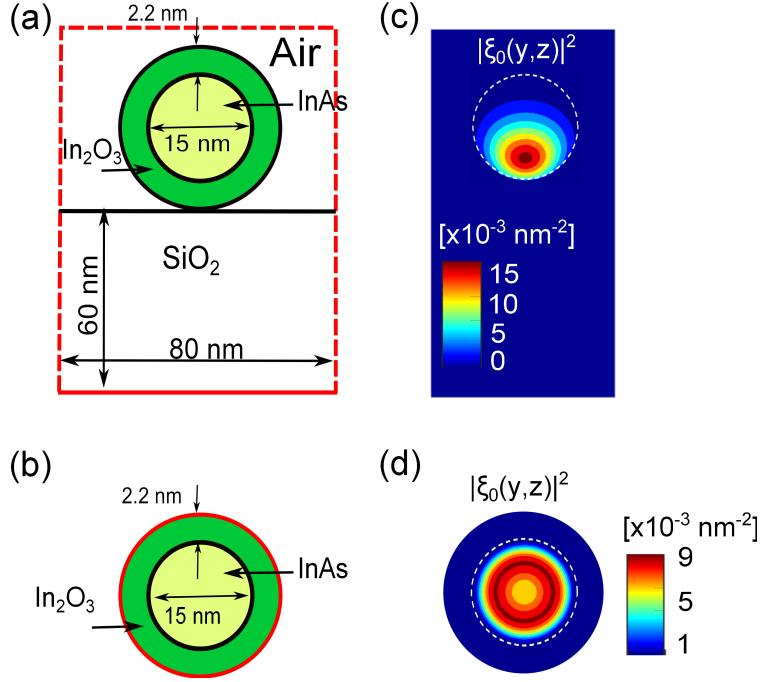 (a)
2.2 nm
Air
InAs
15 nm
In₂O₃
SiO₂
60 nm
80 nm
(c)
|ξ₀(y,z)|²
[x10⁻³ nm⁻²]
15
10
5
0
(b)
2.2 nm
InAs
In₂O₃
15 nm
(d)
|ξ₀(y,z)|²
[x10⁻³ nm⁻²]
9
5
1